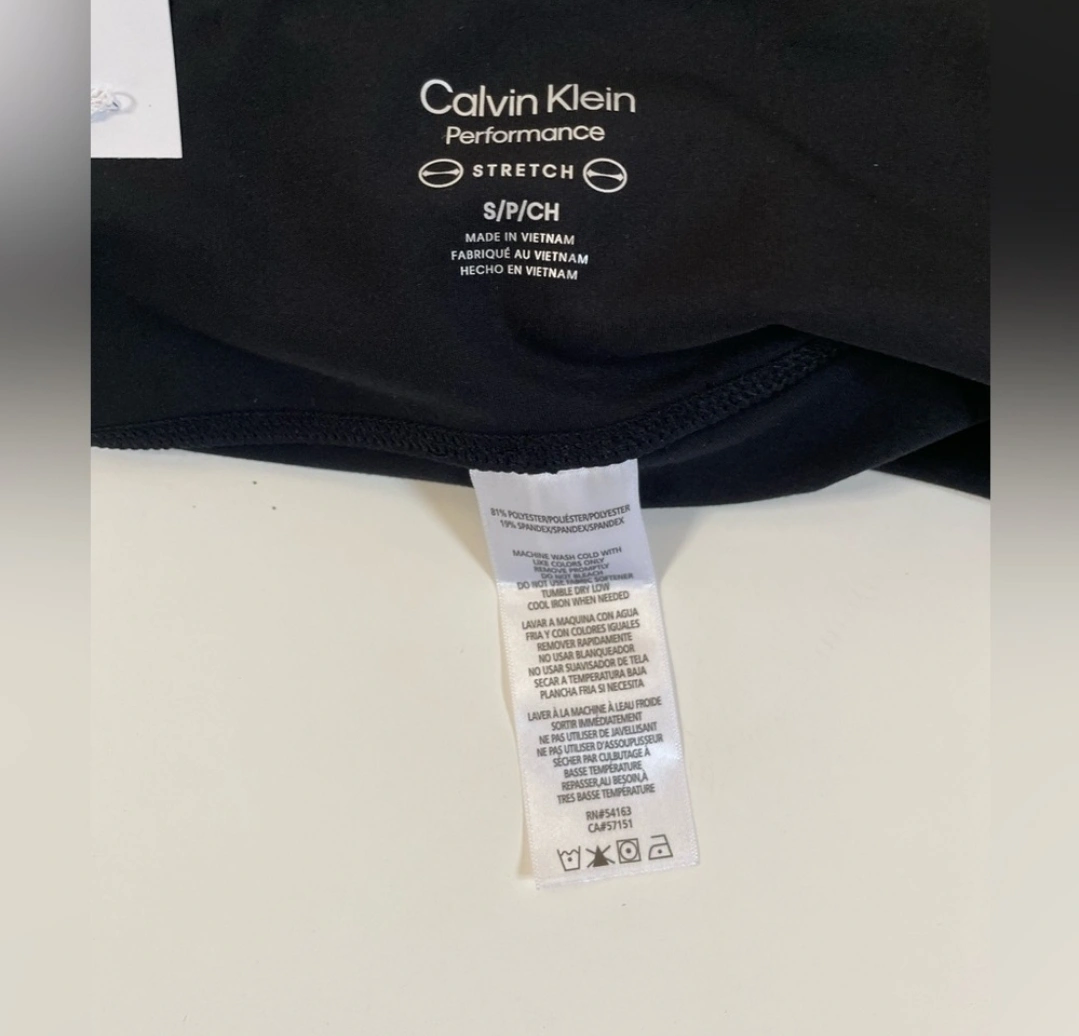 Calvin Klein
Performance
STRETCH
S/P/CH
MADE IN VIETNAM
FABRIQUÉ AU VIETNAM
HECHO EN VIETNAM
81% POLYESTER/POLIÉSTER/POLYESTER
19% SPANDEX/SPANDEX/SPANDEX
MACHINE WASH COLD WITH
LIKE COLORS ONLY
REMOVE PROMPTLY
DO NOT BLEACH
DO NOT USE FABRIC SOFTENER
TUMBLE DRY LOW
COOL IRON WHEN NEEDED
LAVAR A MAQUINA CON AGUA
FRIA Y CON COLORES IGUALES
REMOVER RAPIDAMENTE
NO USAR BLANQUEADOR
NO USAR SUAVISADOR DE TELA
SECAR A TEMPERATURA BAJA
PLANCHA FRIA SI NECESITA
LAVER À LA MACHINE À LEAU FROIDE
SORTIR IMMÉDIATEMENT
NE PAS UTILISER DE JAVELLISANT
NE PAS UTILISER D'ASSOUPLISSEUR
SÉCHER PAR CULBUTAGE À
BASSE TEMPÉRATURE
REPASSER,AU BESOIN,À
TRES BASSE TEMPÉRATURE
RN#54163
CA#57151